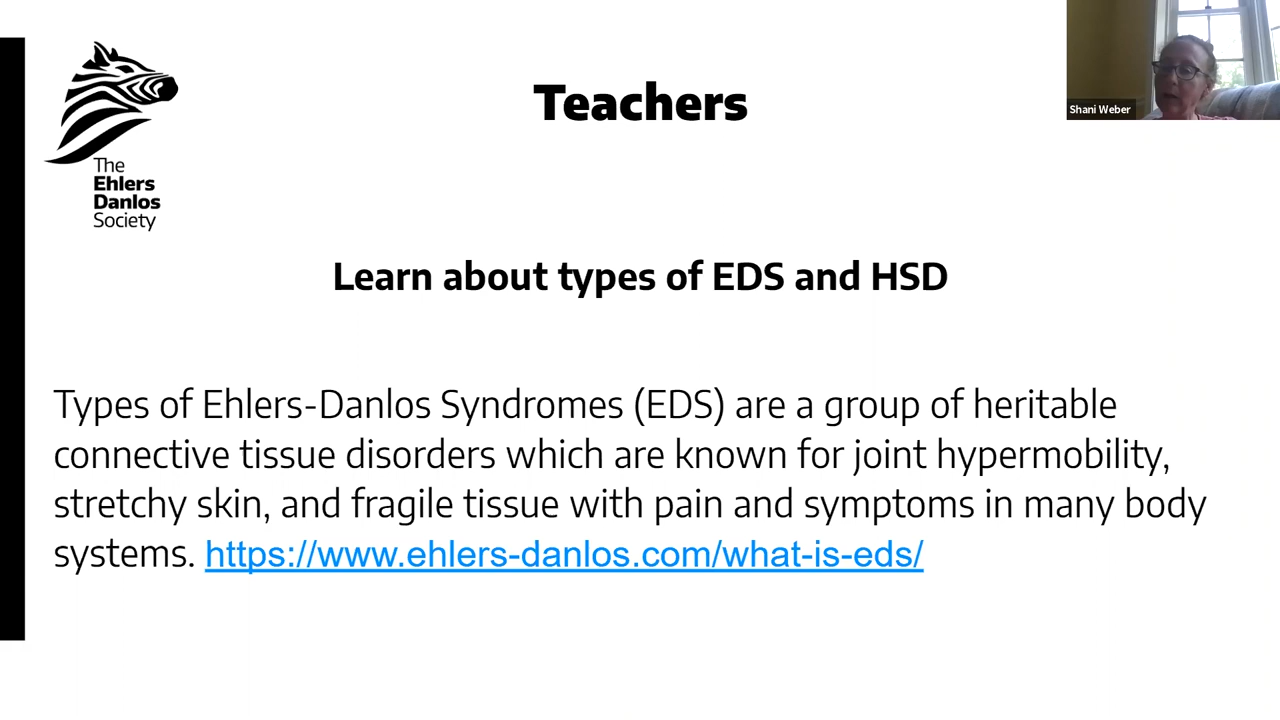 Teachers
Shani Weber
The
Ehlers
Danlos
Society
Learn about types of EDS and HSD
Types of Ehlers-Danlos Syndromes (EDS) are a group of heritable
connective tissue disorders which are known for joint hypermobility,
stretchy skin, and fragile tissue with pain and symptoms in many body
systems. https://www.ehlers-danlos.com/what-is-eds/